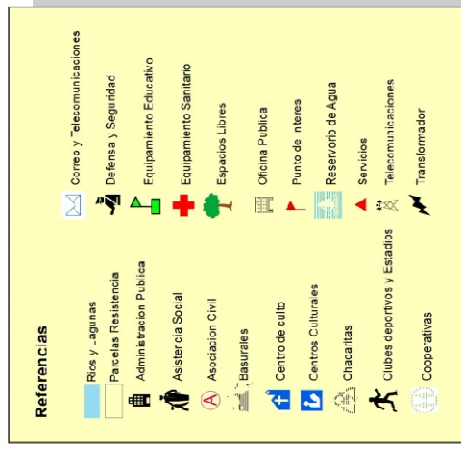 Referencias
Rios y Lagunas
Parcelas Resistencia
Administracion Publica
Asistencia Social
A
Asociacion Civil
Basurales
Centro de culto
Centros Culturales
Chacaritas
Clubes deportivos y Estadios
Cooperativas
Correo y Telecomunicaciones
Defensa y Seguridad
Equipamiento Educativo
Equipamiento Sanitario
Espacios Libres
Oficina Publica
Punto de Interes
Reservorio de Agua
Servicios
Telecomunicaciones
Transformador